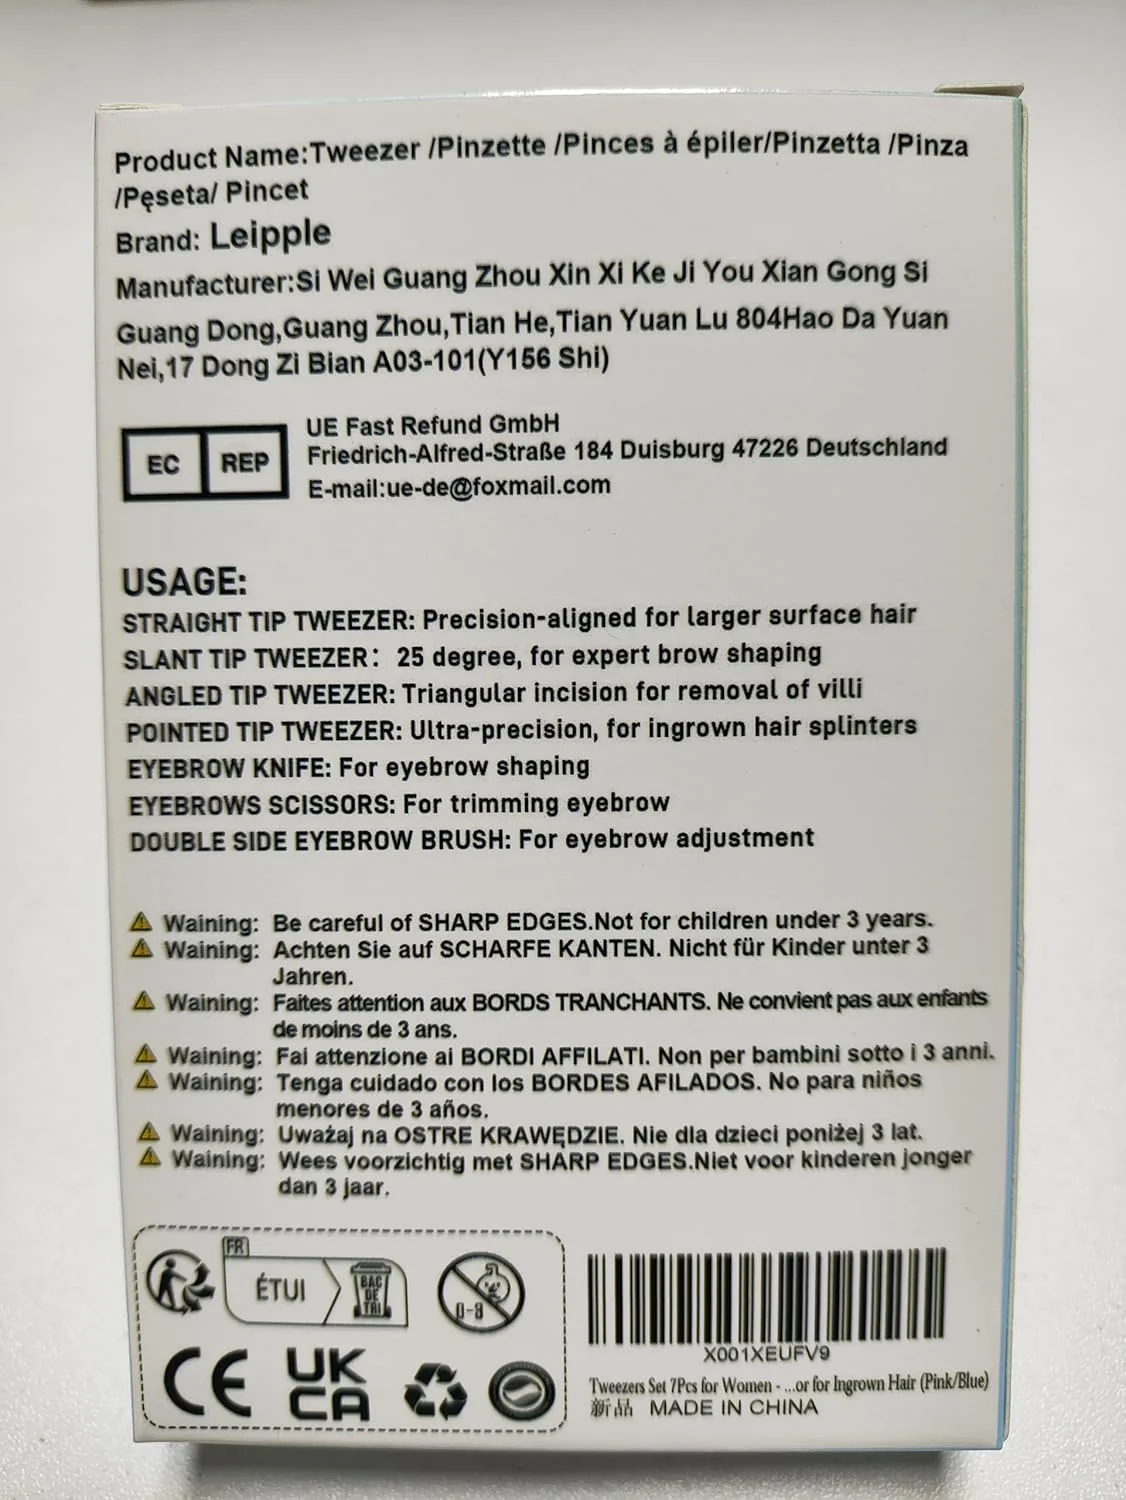 Product Name:Tweezer /Pinzette /Pinces à épiler/Pinzetta /Pinza
/Pęseta/ Pincet
Brand: Leipple
Manufacturer:Si Wei Guang Zhou Xin Xi Ke Ji You Xian Gong Si
Guang Dong,Guang Zhou,Tian He,Tian Yuan Lu 804Hao Da Yuan
Nei,17 Dong Zi Bian A03-101(Y156 Shi)
EC REP
UE Fast Refund GmbH
Friedrich-Alfred-Straße 184 Duisburg 47226 Deutschland
E-mail:ue-de@foxmail.com
USAGE:
STRAIGHT TIP TWEEZER: Precision-aligned for larger surface hair
SLANT TIP TWEEZER: 25 degree, for expert brow shaping
ANGLED TIP TWEEZER: Triangular incision for removal of villi
POINTED TIP TWEEZER: Ultra-precision, for ingrown hair splinters
EYEBROW KNIFE: For eyebrow shaping
EYEBROWS SCISSORS: For trimming eyebrow
DOUBLE SIDE EYEBROW BRUSH: For eyebrow adjustment
Waining: Be careful of SHARP EDGES.Not for children under 3 years.
Waining: Achten Sie auf SCHARFE KANTEN. Nicht für Kinder unter 3
Jahren.
Waining: Faites attention aux BORDS TRANCHANTS. Ne convient pas aux enfants
de moins de 3 ans.
Waining: Fai attenzione ai BORDI AFFILATI. Non per bambini sotto i 3 anni.
Waining: Tenga cuidado con los BORDES AFILADOS. No para niños
menores de 3 años.
Waining: Uważaj na OSTRE KRAWĘDZIE. Nie dla dzieci poniżej 3 lat.
Waining: Wees voorzichtig met SHARP EDGES.Niet voor kinderen jonger
dan 3 jaar.
FR
ÉTUI
BAC
DE
TRI
0-3
CE
UK
CA
X001XEUFV9
Tweezers Set 7Pcs for Women - ...or for Ingrown Hair (Pink/Blue)
新品 MADE IN CHINA